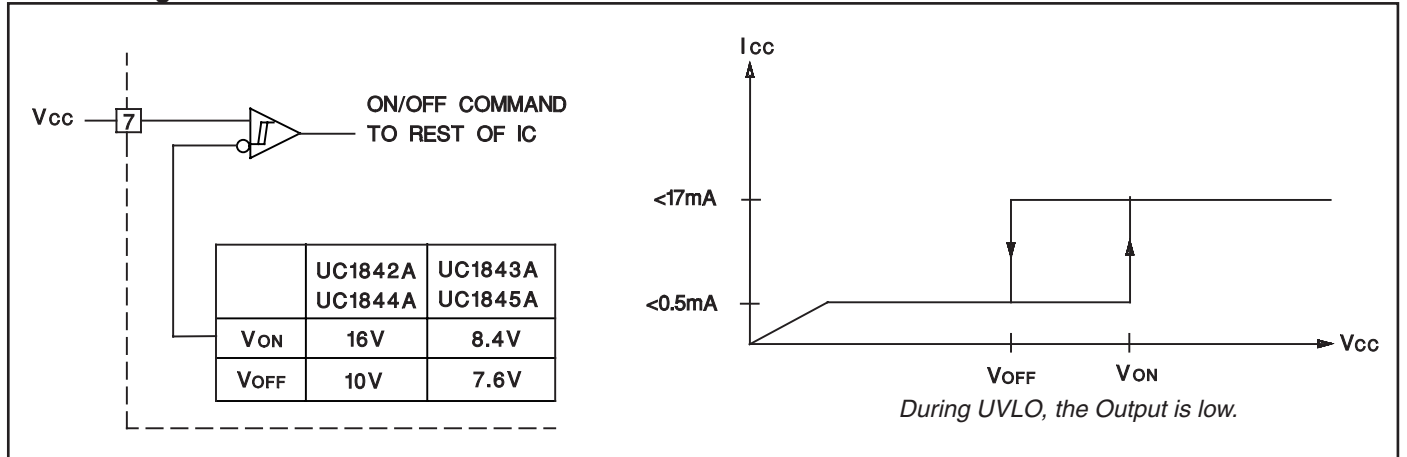 Vcc
7
ON/OFF COMMAND
TO REST OF IC
UC1842A UC1843A
UC1844A UC1845A
VON 16V 8.4V
VOFF 10V 7.6V
Icc
<17mA
<0.5mA
Vcc
VOFF VON
During UVLO, the Output is low.